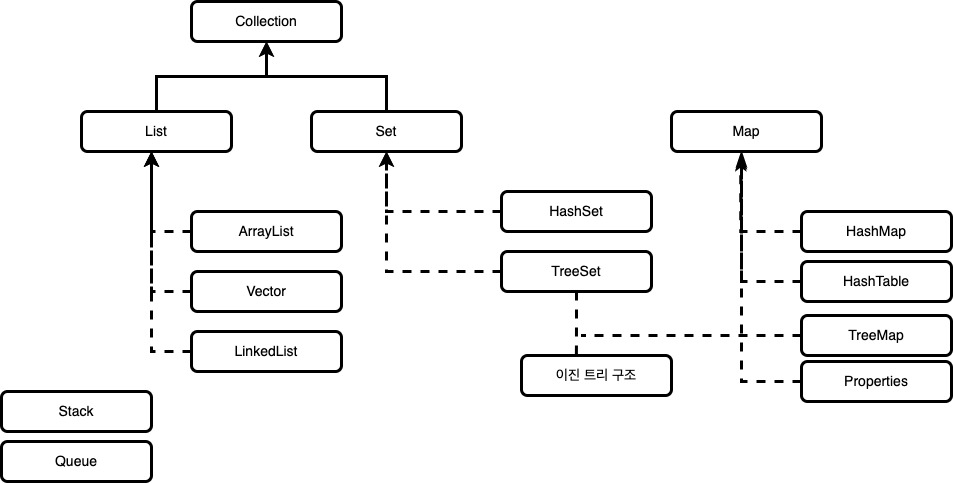 Collection
List
Set
Map
ArrayList
Vector
LinkedList
HashSet
TreeSet
이진 트리 구조
HashMap
HashTable
TreeMap
Properties
Stack
Queue